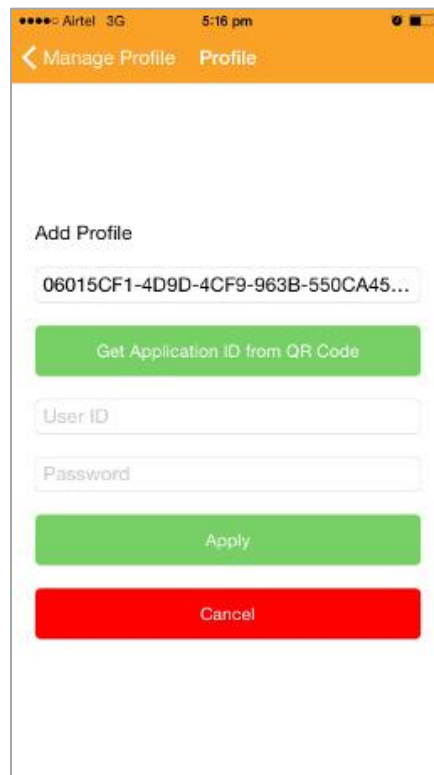 Airtel 3G 5:16 pm
Manage Profile Profile
Add Profile
06015CF1-4D9D-4CF9-963B-550CA45...
Get Application ID from QR Code
User ID
Password
Apply
Cancel